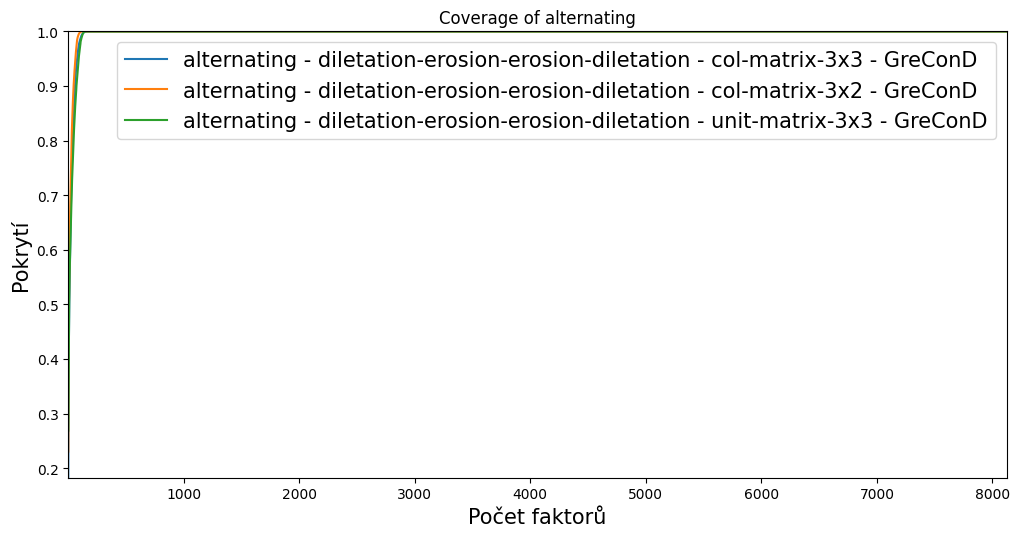 Coverage of alternating
alternating - diletation-erosion-erosion-diletation - col-matrix-3x3 - GreConD
alternating - diletation-erosion-erosion-diletation - col-matrix-3x2 - GreConD
alternating - diletation-erosion-erosion-diletation - unit-matrix-3x3 - GreConD
Pokrytí
1.0
0.9
0.8
0.7
0.6
0.5
0.4
0.3
0.2
1000 2000 3000 4000 5000 6000 7000 8000
Počet faktorů